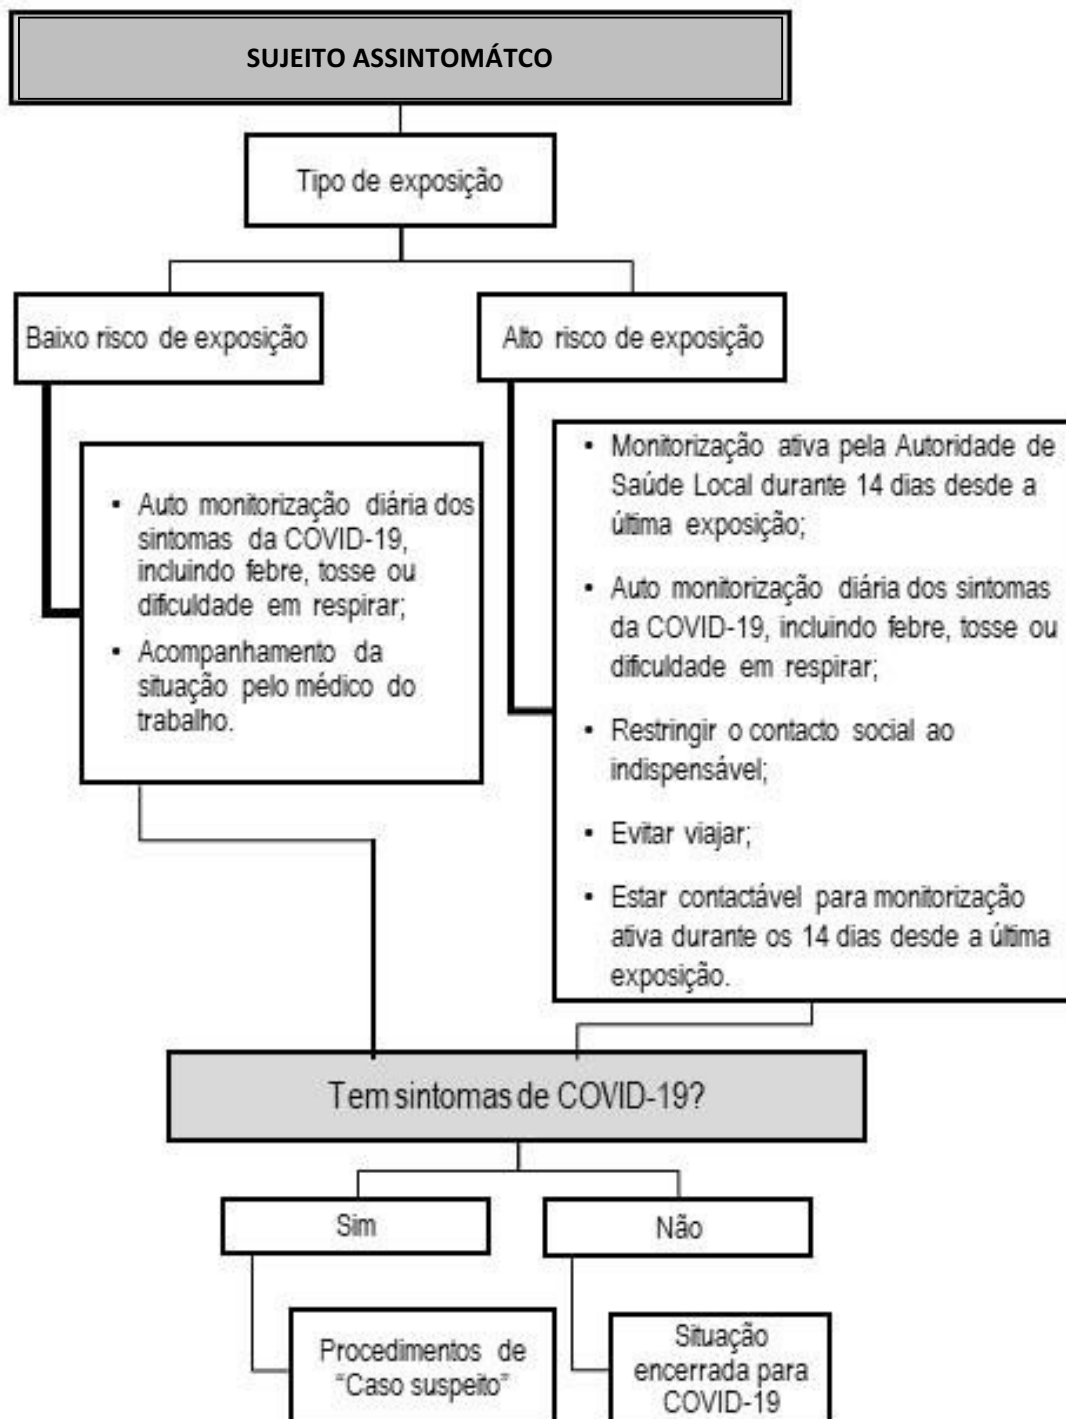 SUJEITO ASSINTOMÁTCO
Tipo de exposição
Baixo risco de exposição
Alto risco de exposição
• Auto monitorização diária dos
sintomas da COVID-19,
incluindo febre, tosse ou
dificuldade em respirar;
• Acompanhamento da
situação pelo médico do
trabalho.
• Monitorização ativa pela Autoridade de
Saúde Local durante 14 dias desde a
última exposição;
• Auto monitorização diária dos sintomas
da COVID-19, incluindo febre, tosse ou
dificuldade em respirar;
• Restringir o contacto social ao
indispensável;
• Evitar viajar;
• Estar contactável para monitorização
ativa durante os 14 dias desde a última
exposição.
Tem sintomas de COVID-19?
Sim
Não
Procedimentos de
“Caso suspeito”
Situação
encerrada para
COVID-19